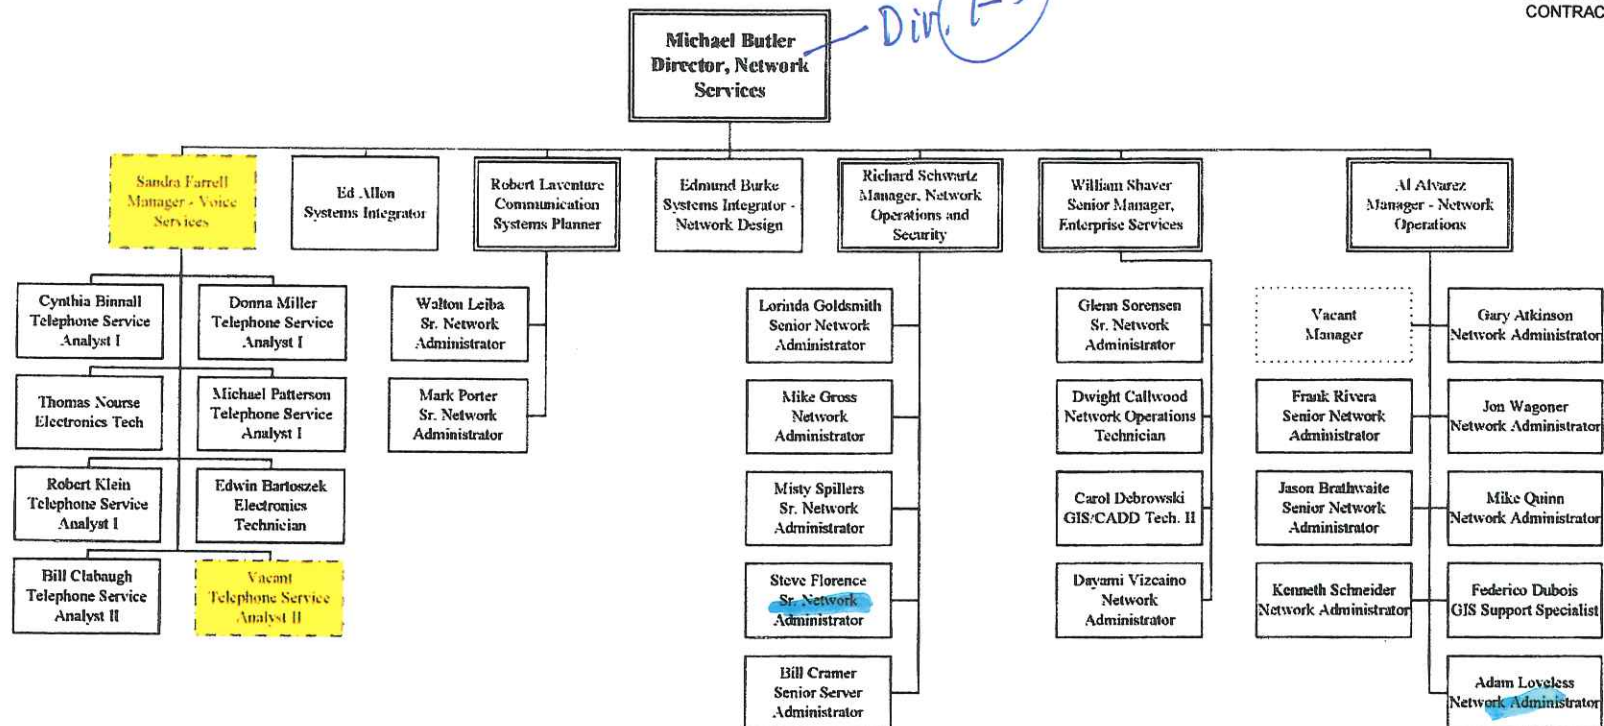 CONTRAC
Div.
Michael Butler
Director, Network
Services
Sandra Farrell
Manager - Voice
Services
Ed Allen
Systems Integrator
Robert Laventure
Communication
Systems Planner
Edmund Burke
Systems Integrator -
Network Design
Richard Schwartz
Manager, Network
Operations and
Security
William Shaver
Senior Manager,
Enterprise Services
Al Alvarez
Manager - Network
Operations
Cynthia Binnall
Telephone Service
Analyst I
Donna Miller
Telephone Service
Analyst I
Thomas Nourse
Electronics Tech
Michael Patterson
Telephone Service
Analyst I
Robert Klein
Telephone Service
Analyst I
Edwin Bartoszek
Electronics
Technician
Bill Clabaugh
Telephone Service
Analyst II
Vacant
Telephone Service
Analyst II
Walton Leiba
Sr. Network
Administrator
Mark Porter
Sr. Network
Administrator
Lorinda Goldsmith
Senior Network
Administrator
Mike Gross
Network
Administrator
Misty Spillers
Sr. Network
Administrator
Steve Florence
Sr. Network
Administrator
Bill Cramer
Senior Server
Administrator
Glenn Sorensen
Sr. Network
Administrator
Dwight Callwood
Network Operations
Technician
Carol Debrowski
GIS/CADD Tech. II
Dayami Vizcaino
Network
Administrator
Vacant
Manager
Gary Atkinson
Network Administrator
Frank Rivera
Senior Network
Administrator
Jon Wagoner
Network Administrator
Jason Brathwaite
Senior Network
Administrator
Mike Quinn
Network Administrator
Kenneth Schneider
Network Administrator
Federico Dubois
GIS Support Specialist
Adam Loveless
Network Administrator